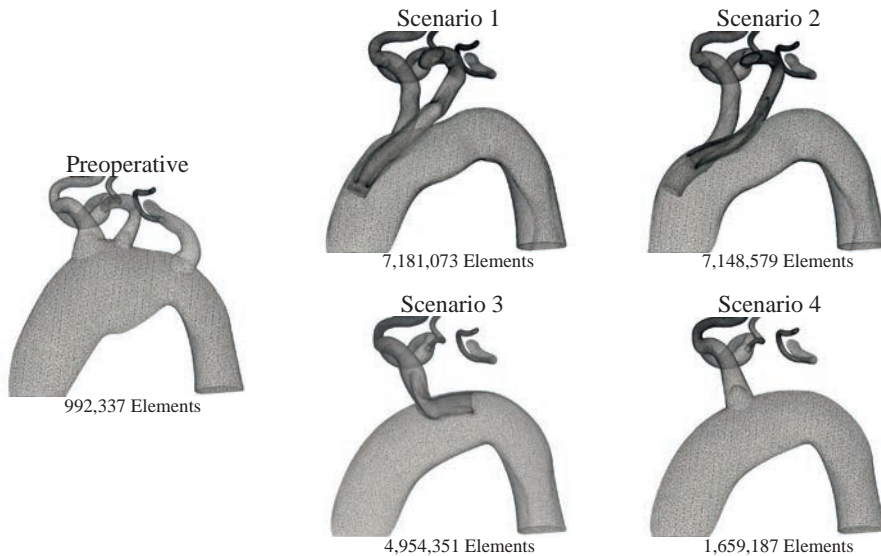 Scenario 1
Scenario 2
Preoperative
7,181,073 Elements
7,148,579 Elements
Scenario 3
Scenario 4
992,337 Elements
4,954,351 Elements
1,659,187 Elements